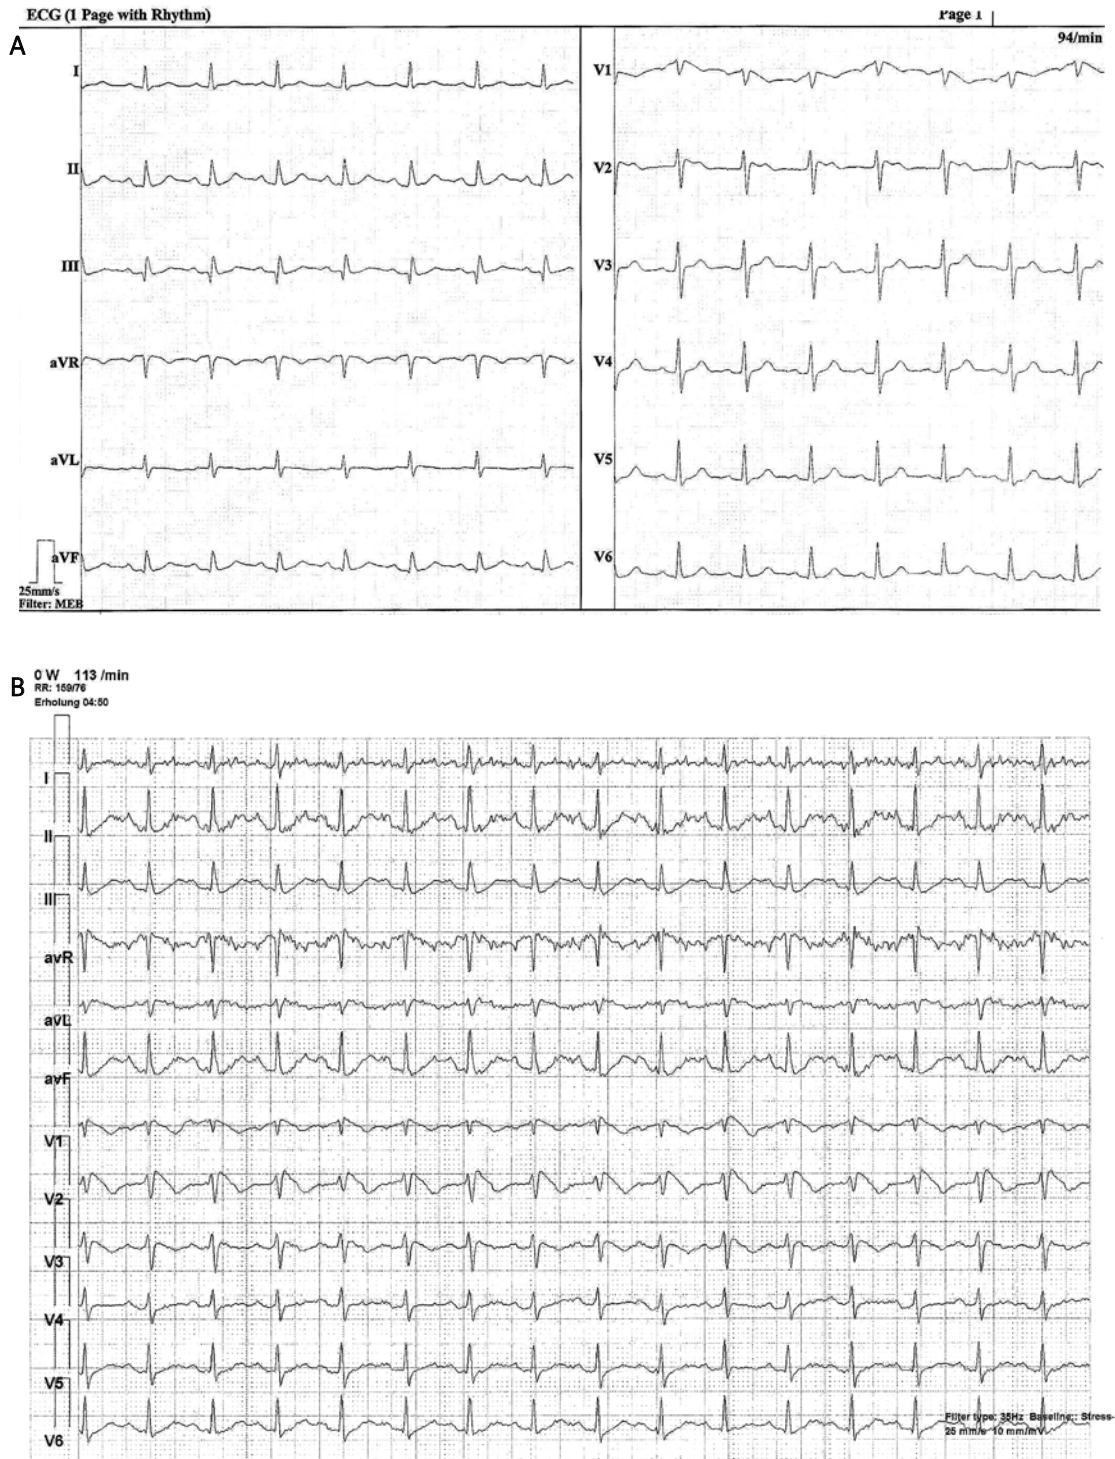 ECG (1 Page with Rhythm)
Page 1
A
94/min
I
II
III
aVR
aVL
aVF
25mm/s
Filter: MEB
V1
V2
V3
V4
V5
V6
B
0 W 113 /min
RR: 159/76
Erholung 04:50
I
II
III
avR
avL
avF
V1
V2
V3
V4
V5
V6
Filter type: 35Hz Baseline:: Stress-
25 mm/s 10 mm/mV